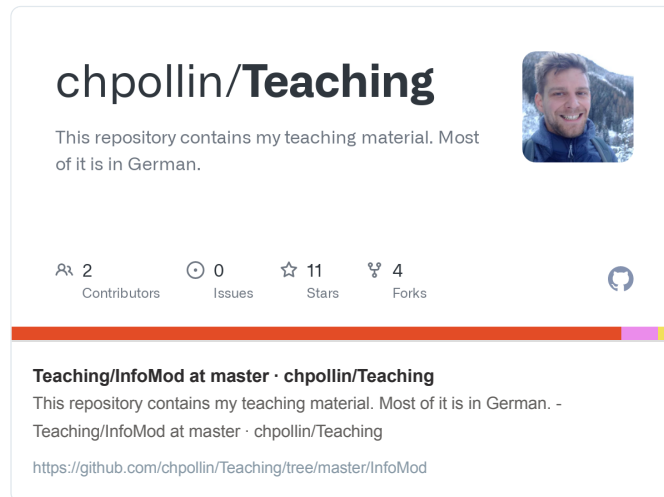 chpollin/Teaching
This repository contains my teaching material. Most
of it is in German.
2 0 11 4
Contributors Issues Stars Forks
Teaching/InfoMod at master · chpollin/Teaching
This repository contains my teaching material. Most of it is in German. -
Teaching/InfoMod at master · chpollin/Teaching
https://github.com/chpollin/Teaching/tree/master/InfoMod